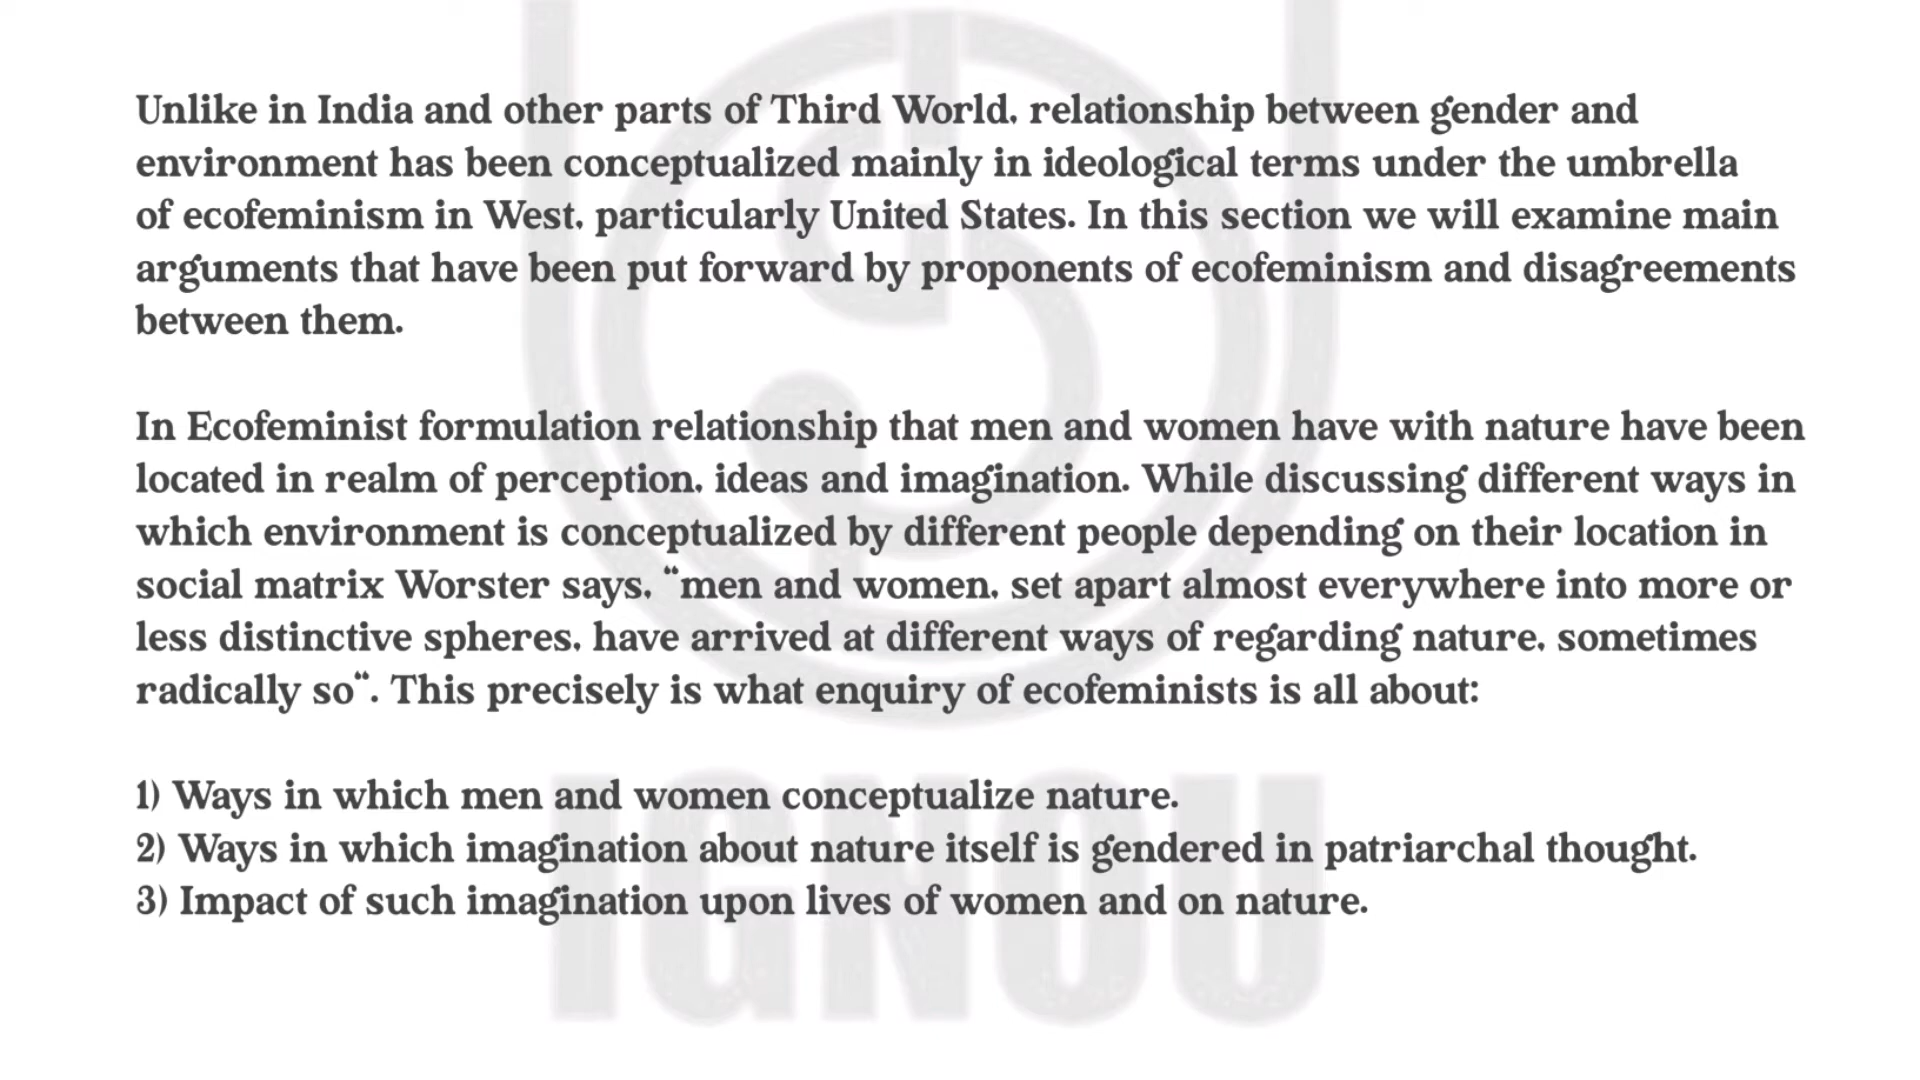 Unlike in India and other parts of Third World, relationship between gender and
environment has been conceptualized mainly in ideological terms under the umbrella
of ecofeminism in West, particularly United States. In this section we will examine main
arguments that have been put forward by proponents of ecofeminism and disagreements
between them.
In Ecofeminist formulation relationship that men and women have with nature have been
located in realm of perception, ideas and imagination. While discussing different ways in
which environment is conceptualized by different people depending on their location in
social matrix Worster says, “men and women, set apart almost everywhere into more or
less distinctive spheres, have arrived at different ways of regarding nature, sometimes
radically so“. This precisely is what enquiry of ecofeminists is all about:
1) Ways in which men and women conceptualize nature.
2) Ways in which imagination about nature itself is gendered in patriarchal thought.
3) Impact of such imagination upon lives of women and on nature.
IGNOU